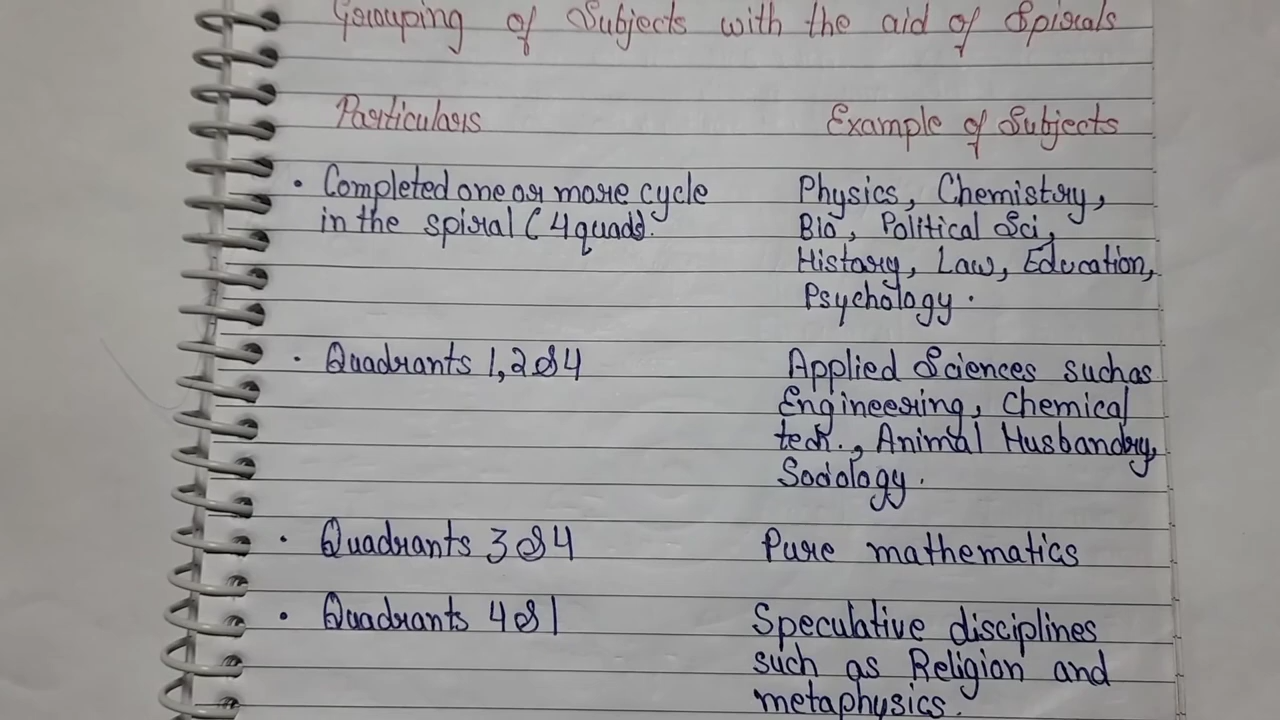 Grouping of Subjects with the aid of Spirals
Particulars Example of Subjects
• Completed one or more cycle Physics, Chemistry,
in the spiral (4 quads). Bio, Political Sci,
History, Law, Education,
Psychology.
• Quadrants 1,2 & 4 Applied Sciences such as
Engineering, Chemical
tech., Animal Husbandry,
Sociology.
• Quadrants 3 & 4 Pure mathematics
• Quadrants 4 & 1 Speculative disciplines
such as Religion and
metaphysics.